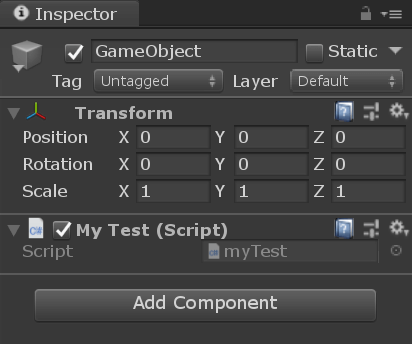 Inspector
GameObject Static
Tag Untagged Layer Default
Transform
Position X 0 Y 0 Z 0
Rotation X 0 Y 0 Z 0
Scale X 1 Y 1 Z 1
C# My Test (Script)
Script C# myTest
Add Component